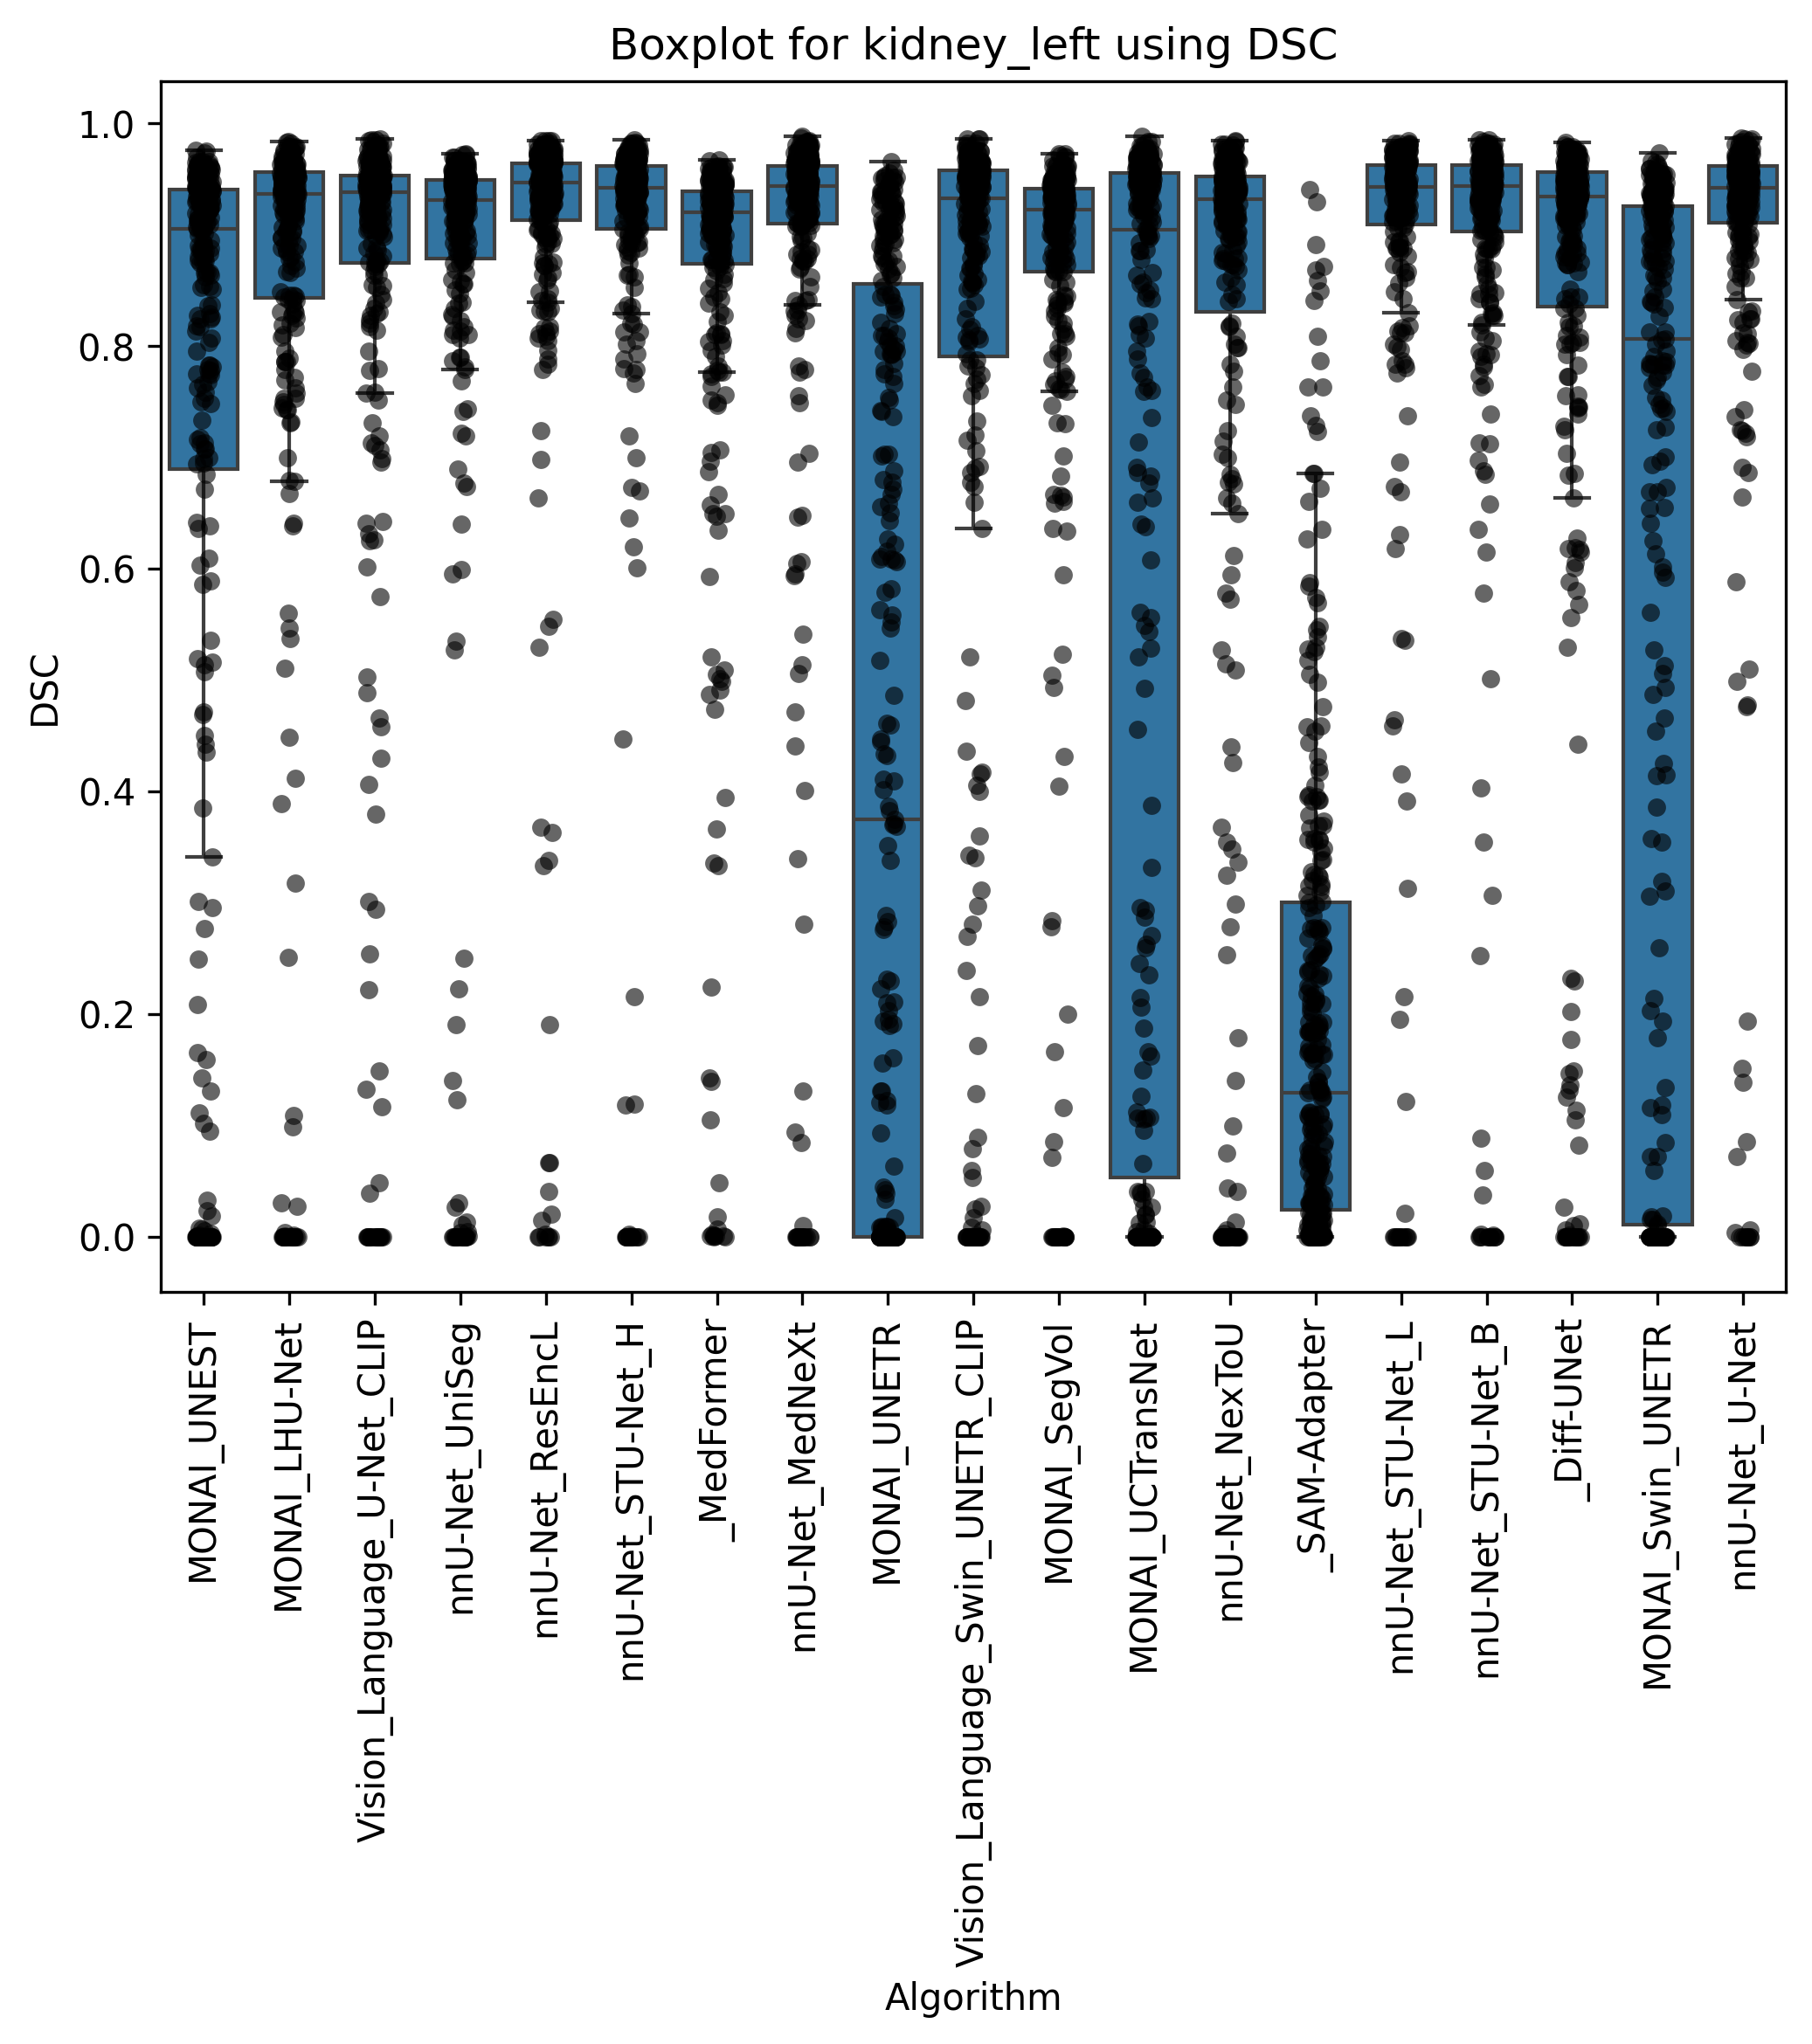 Boxplot for kidney_left using DSC
1.0
0.8
0.6
0.4
0.2
0.0
DSC
MONAI_UNEST
MONAI_LHU-Net
Vision_Language_U-Net_CLIP
nnU-Net_UniSeg
nnU-Net_ResEncL
nnU-Net_STU-Net_H
_MedFormer
nnU-Net_MedNeXt
MONAI_UNETR
Vision_Language_Swin_UNETR_CLIP
MONAI_SegVol
MONAI_UCTransNet
nnU-Net_NexToU
_SAM-Adapter
nnU-Net_STU-Net_L
nnU-Net_STU-Net_B
_Diff-UNet
MONAI_Swin_UNETR
nnU-Net_U-Net
Algorithm